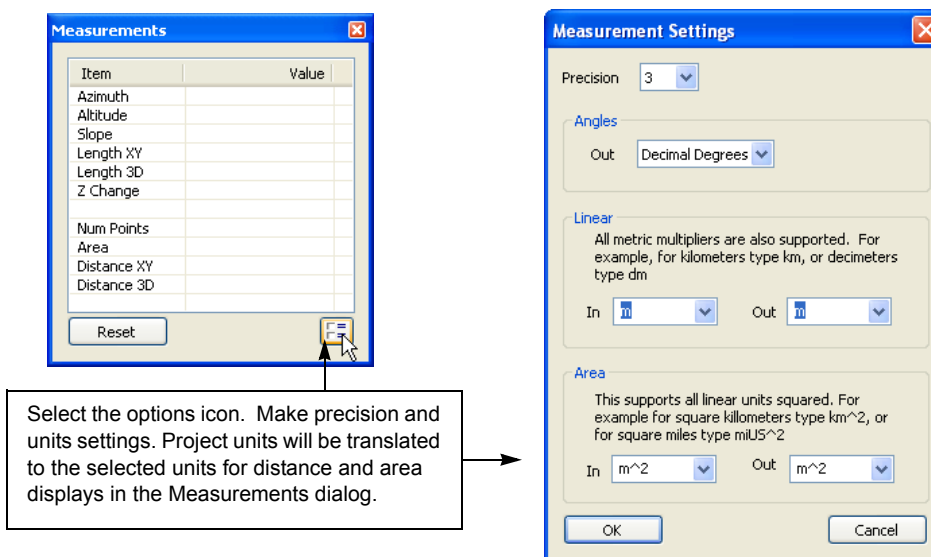 Measurements
Item Value
Azimuth
Altitude
Slope
Length XY
Length 3D
Z Change
Num Points
Area
Distance XY
Distance 3D
Reset
Select the options icon. Make precision and
units settings. Project units will be translated
to the selected units for distance and area
displays in the Measurements dialog.
Measurement Settings
Precision 3
Angles
Out Decimal Degrees
Linear
All metric multipliers are also supported. For
example, for kilometers type km, or decimeters
type dm
In m Out m
Area
This supports all linear units squared. For
example for square killometers type km^2, or
for square miles type miUS^2
In m^2 Out m^2
OK Cancel